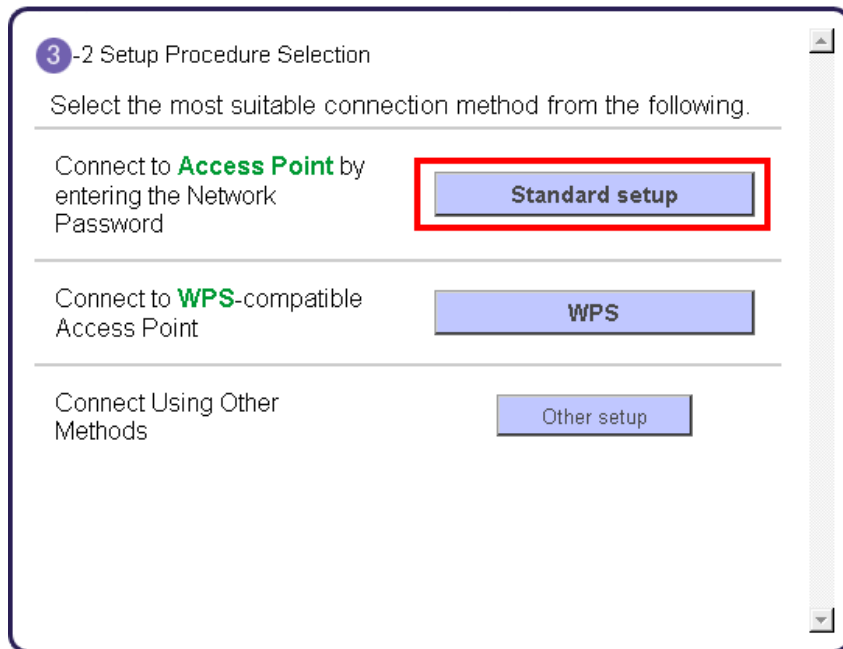 3-2 Setup Procedure Selection
Select the most suitable connection method from the following.
Connect to Access Point by
entering the Network
Password
Standard setup
Connect to WPS-compatible
Access Point
WPS
Connect Using Other
Methods
Other setup